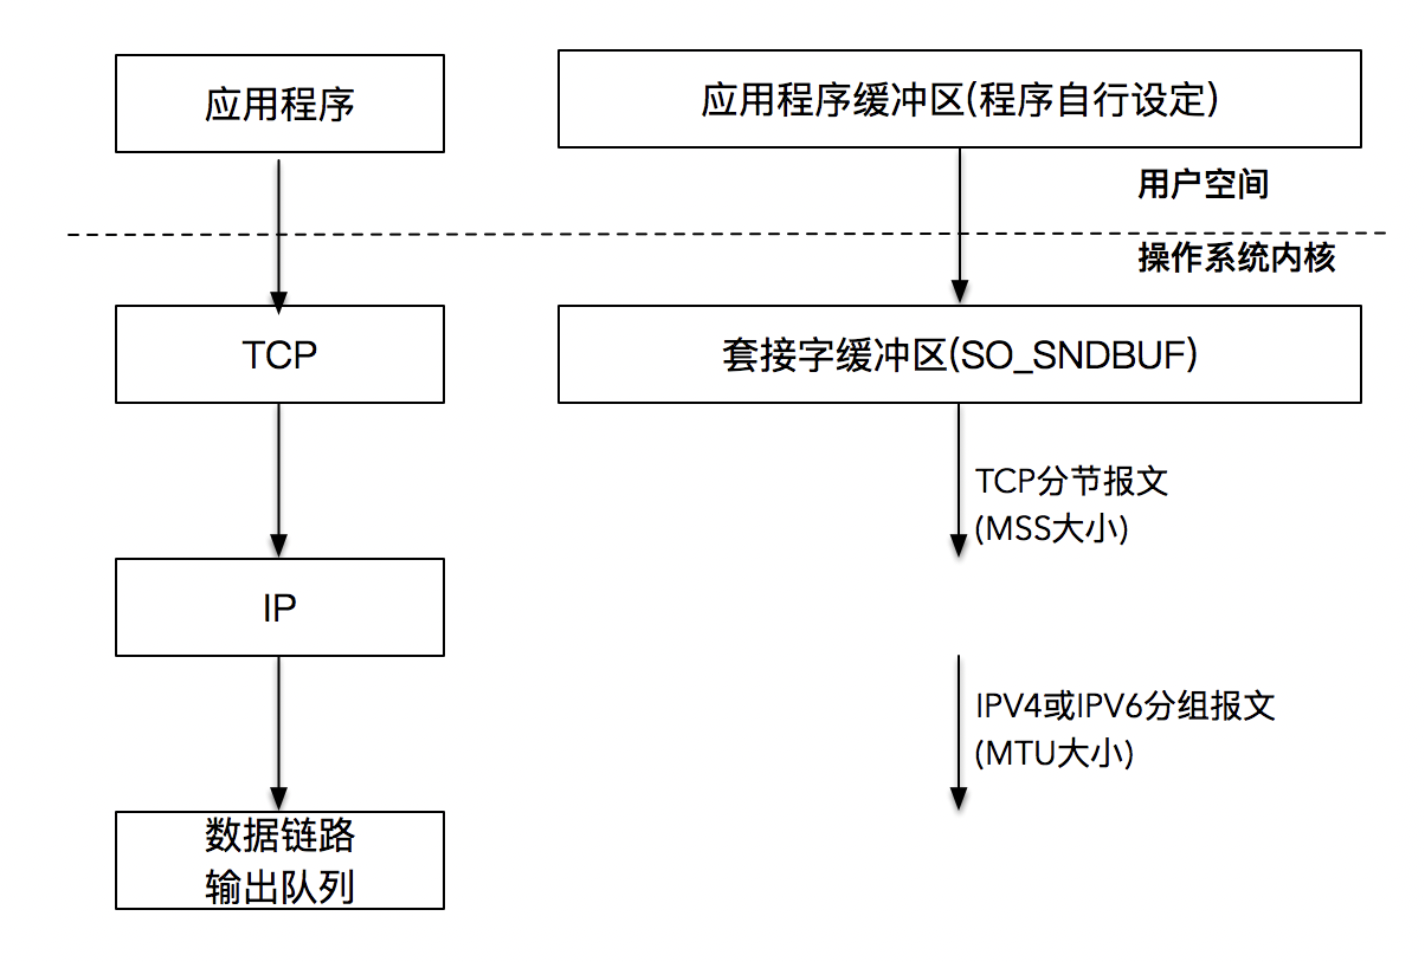 应用程序
应用程序缓冲区(程序自行设定)
用户空间
操作系统内核
TCP
套接字缓冲区(SO_SNDBUF)
TCP分节报文
(MSS大小)
IP
IPV4或IPV6分组报文
(MTU大小)
数据链路
输出队列